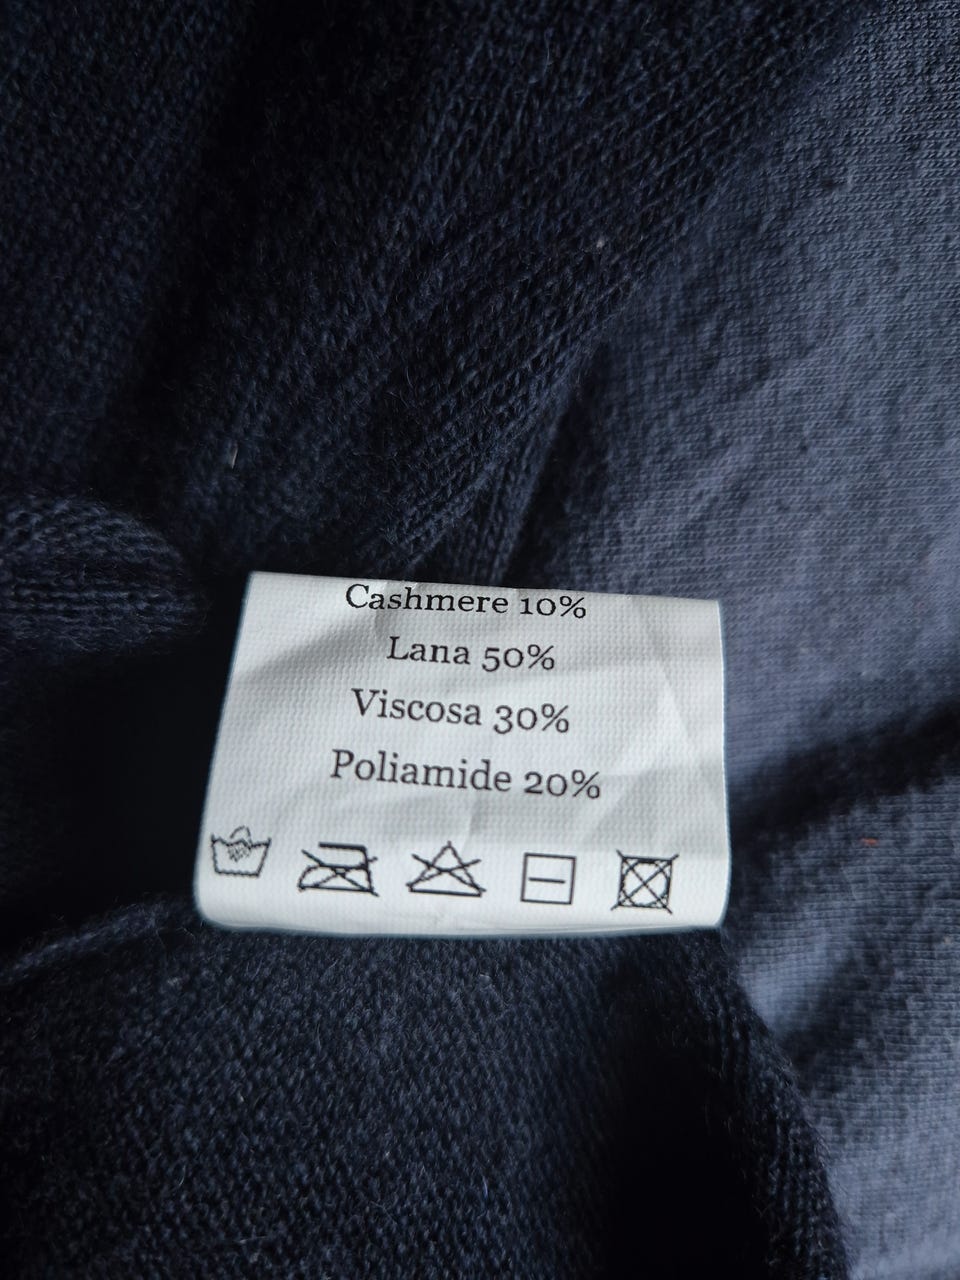 Cashmere 10%
Lana 50%
Viscosa 30%
Poliamide 20%